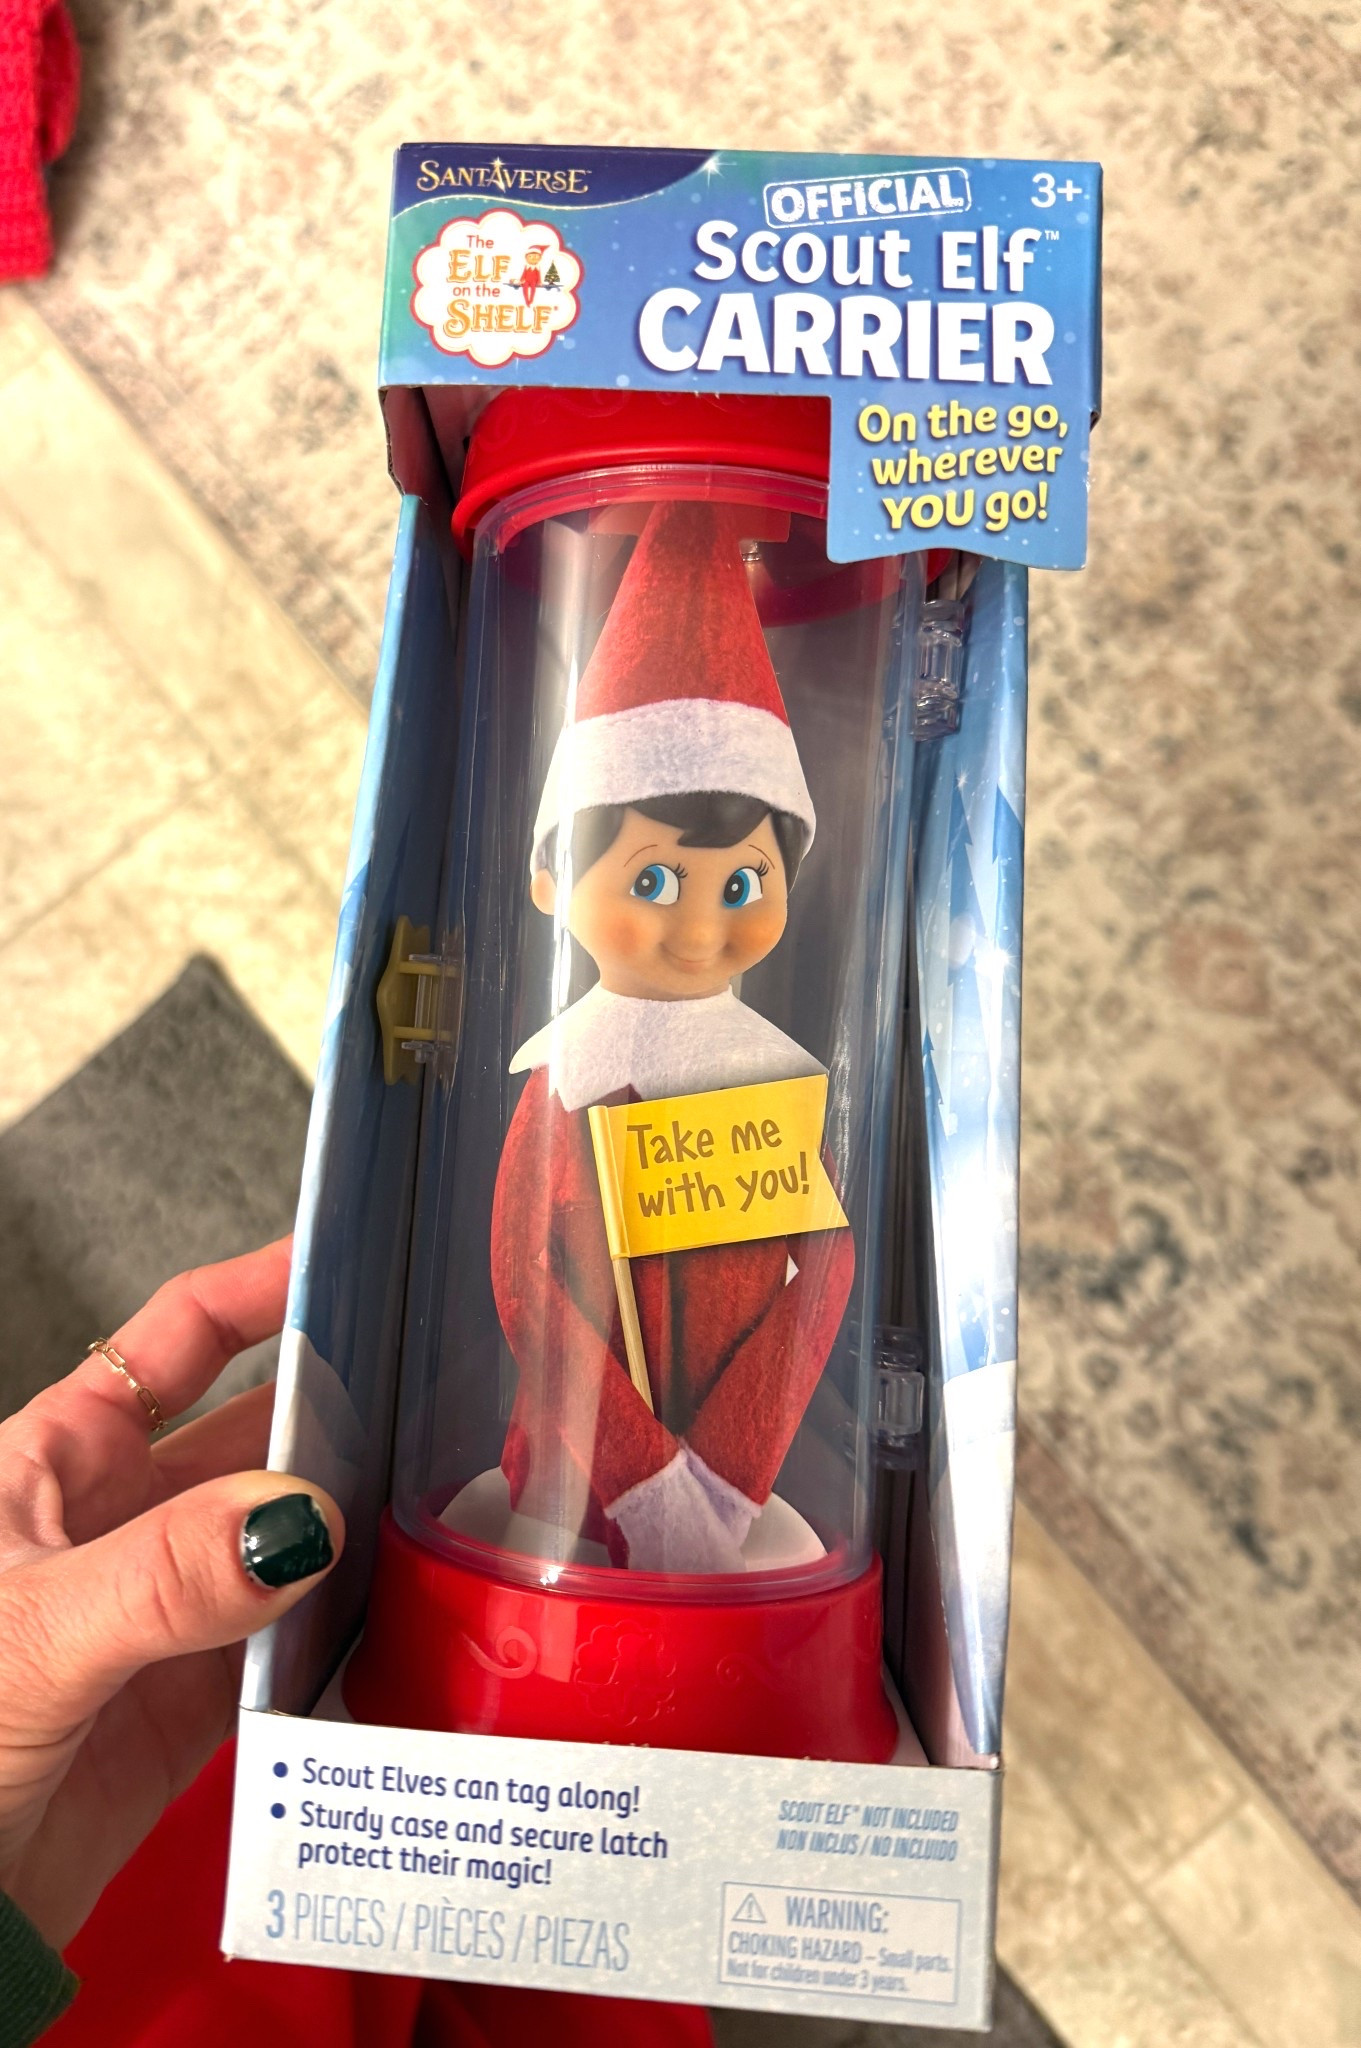 SANTAVERSE™
The
ELF
on the
SHELF®
OFFICIAL
3+
Scout Elf™
CARRIER
On the go,
wherever
YOU go!
Take me
with you!
• Scout Elves can tag along!
• Sturdy case and secure latch
protect their magic!
3 PIECES / PIÈCES / PIEZAS
SCOUT ELF® NOT INCLUDED
NON INCLUS / NO INCLUIDO
WARNING:
CHOKING HAZARD – Small parts.
Not for children under 3 years.